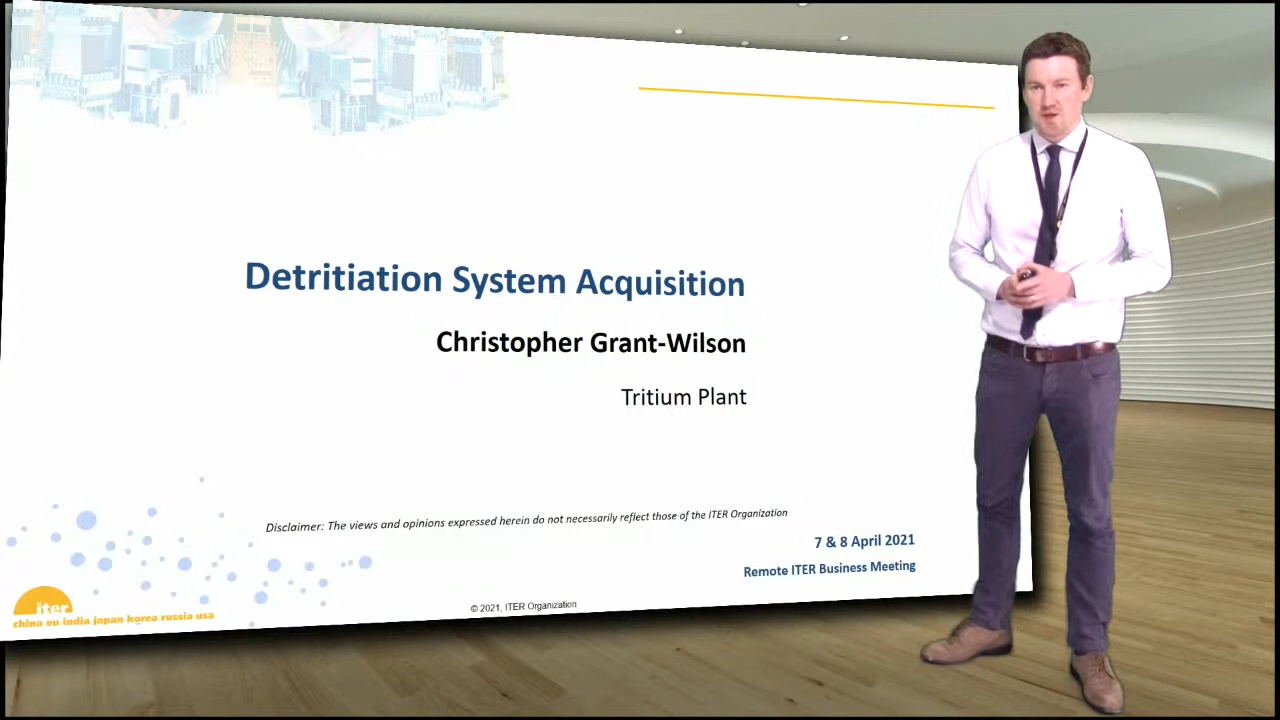 Detritiation System Acquisition
Christopher Grant-Wilson
Tritium Plant
Disclaimer: The views and opinions expressed herein do not necessarily reflect those of the ITER Organization
7 & 8 April 2021
Remote ITER Business Meeting
iter
china eu india japan korea russia usa
© 2021, ITER Organization